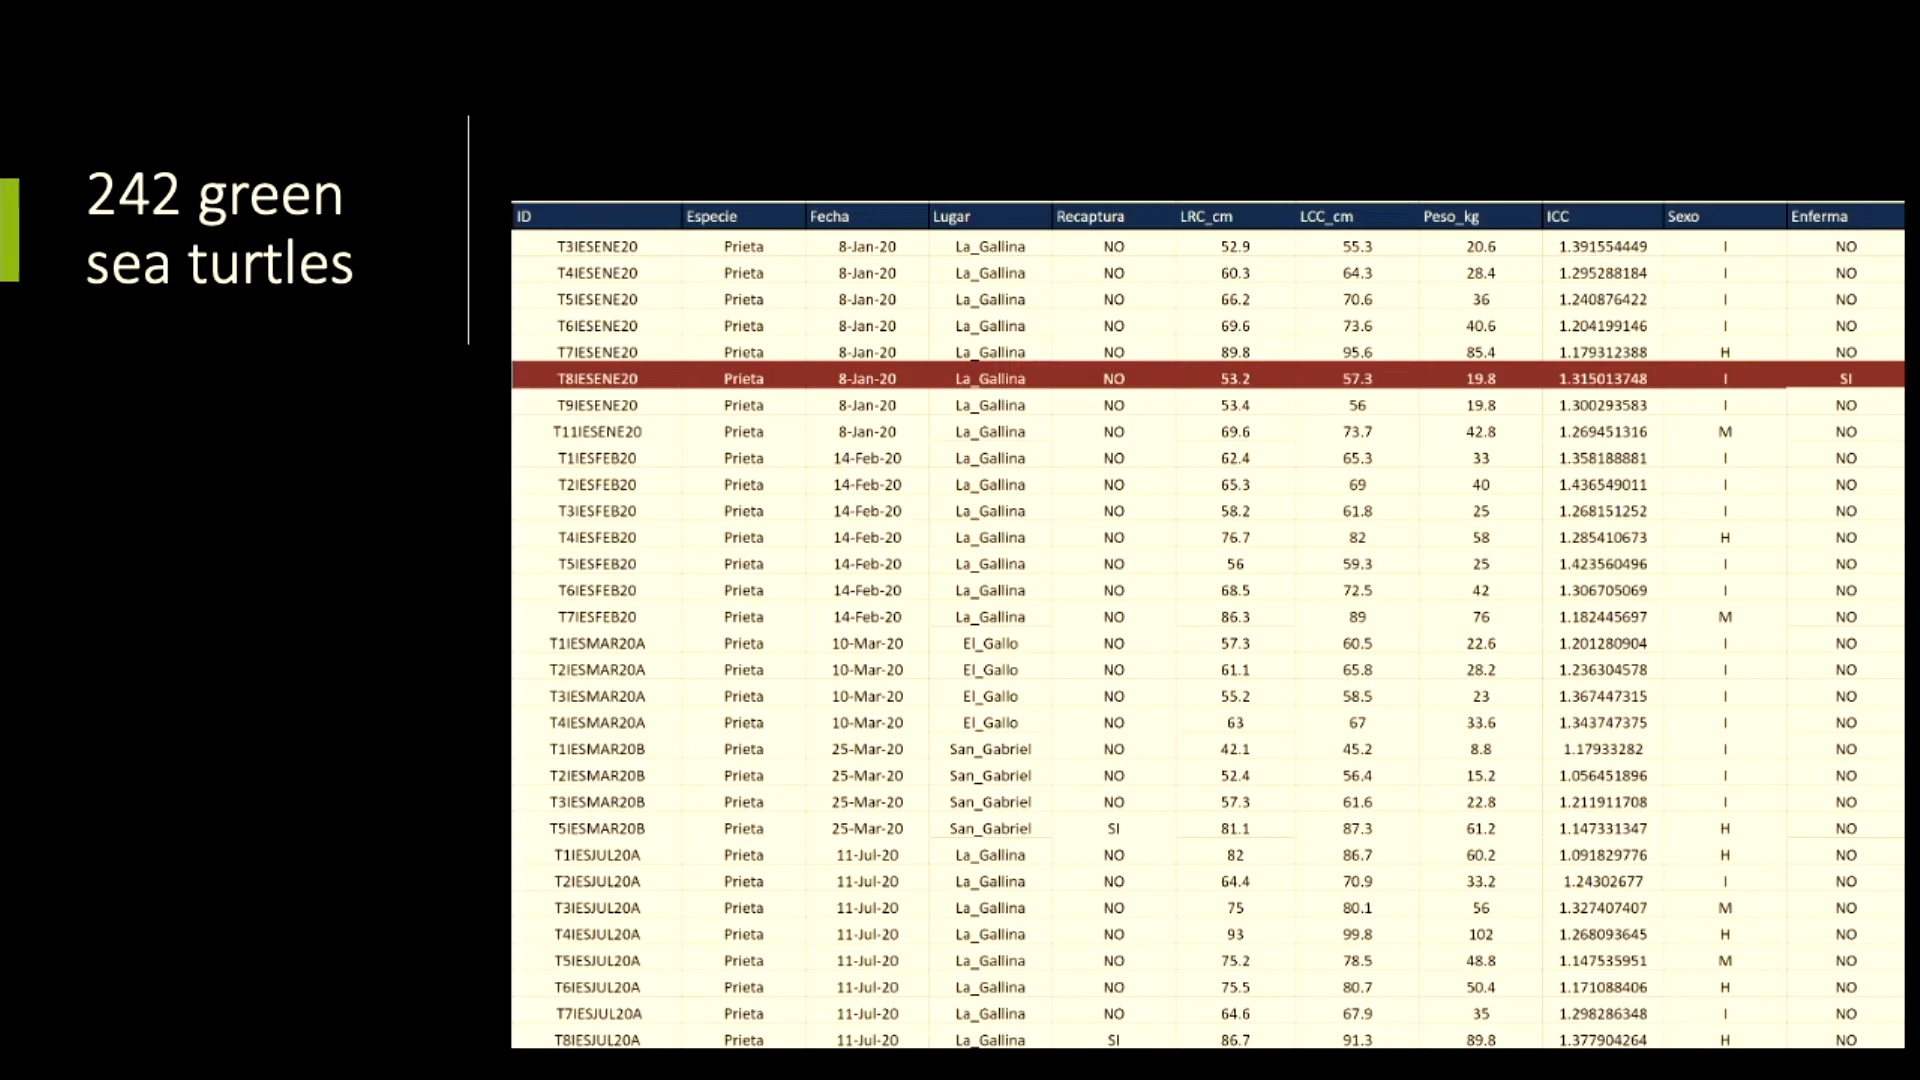 242 green
sea turtles
ID Especie Fecha Lugar Recaptura LRC_cm LCC_cm Peso_kg ICC Sexo Enferma
T3IESENE20 Prieta 8-Jan-20 La_Gallina NO 52.9 55.3 20.6 1.391554449 I NO
T4IESENE20 Prieta 8-Jan-20 La_Gallina NO 60.3 64.3 28.4 1.295288184 I NO
T5IESENE20 Prieta 8-Jan-20 La_Gallina NO 66.2 70.6 36 1.240876422 I NO
T6IESENE20 Prieta 8-Jan-20 La_Gallina NO 69.6 73.6 40.6 1.204199146 I NO
T7IESENE20 Prieta 8-Jan-20 La_Gallina NO 89.8 95.6 85.4 1.179312388 H NO
T8IESENE20 Prieta 8-Jan-20 La_Gallina NO 53.2 57.3 19.8 1.315013748 I SI
T9IESENE20 Prieta 8-Jan-20 La_Gallina NO 53.4 56 19.8 1.300293583 I NO
T11IESENE20 Prieta 8-Jan-20 La_Gallina NO 69.6 73.7 42.8 1.269451316 M NO
T1IESFEB20 Prieta 14-Feb-20 La_Gallina NO 62.4 65.3 33 1.358188881 I NO
T2IESFEB20 Prieta 14-Feb-20 La_Gallina NO 65.3 69 40 1.436549011 I NO
T3IESFEB20 Prieta 14-Feb-20 La_Gallina NO 58.2 61.8 25 1.268151252 I NO
T4IESFEB20 Prieta 14-Feb-20 La_Gallina NO 76.7 82 58 1.285410673 H NO
T5IESFEB20 Prieta 14-Feb-20 La_Gallina NO 56 59.3 25 1.423560496 I NO
T6IESFEB20 Prieta 14-Feb-20 La_Gallina NO 68.5 72.5 42 1.306705069 I NO
T7IESFEB20 Prieta 14-Feb-20 La_Gallina NO 86.3 89 76 1.182445697 M NO
T1IESMAR20A Prieta 10-Mar-20 El_Gallo NO 57.3 60.5 22.6 1.201280904 I NO
T2IESMAR20A Prieta 10-Mar-20 El_Gallo NO 61.1 65.8 28.2 1.236304578 I NO
T3IESMAR20A Prieta 10-Mar-20 El_Gallo NO 55.2 58.5 23 1.367447315 I NO
T4IESMAR20A Prieta 10-Mar-20 El_Gallo NO 63 67 33.6 1.343747375 I NO
T1IESMAR20B Prieta 25-Mar-20 San_Gabriel NO 42.1 45.2 8.8 1.17933282 I NO
T2IESMAR20B Prieta 25-Mar-20 San_Gabriel NO 52.4 56.4 15.2 1.056451896 I NO
T3IESMAR20B Prieta 25-Mar-20 San_Gabriel NO 57.3 61.6 22.8 1.211911708 I NO
T5IESMAR20B Prieta 25-Mar-20 San_Gabriel SI 81.1 87.3 61.2 1.147331347 H NO
T1IESJUL20A Prieta 11-Jul-20 La_Gallina NO 82 86.7 60.2 1.091829776 H NO
T2IESJUL20A Prieta 11-Jul-20 La_Gallina NO 64.4 70.9 33.2 1.24302677 I NO
T3IESJUL20A Prieta 11-Jul-20 La_Gallina NO 75 80.1 56 1.327407407 M NO
T4IESJUL20A Prieta 11-Jul-20 La_Gallina NO 93 99.8 102 1.268093645 H NO
T5IESJUL20A Prieta 11-Jul-20 La_Gallina NO 75.2 78.5 48.8 1.147535951 M NO
T6IESJUL20A Prieta 11-Jul-20 La_Gallina NO 75.5 80.7 50.4 1.171088406 H NO
T7IESJUL20A Prieta 11-Jul-20 La_Gallina NO 64.6 67.9 35 1.298286348 I NO
T8IESJUL20A Prieta 11-Jul-20 La_Gallina SI 86.7 91.3 89.8 1.377904264 H NO